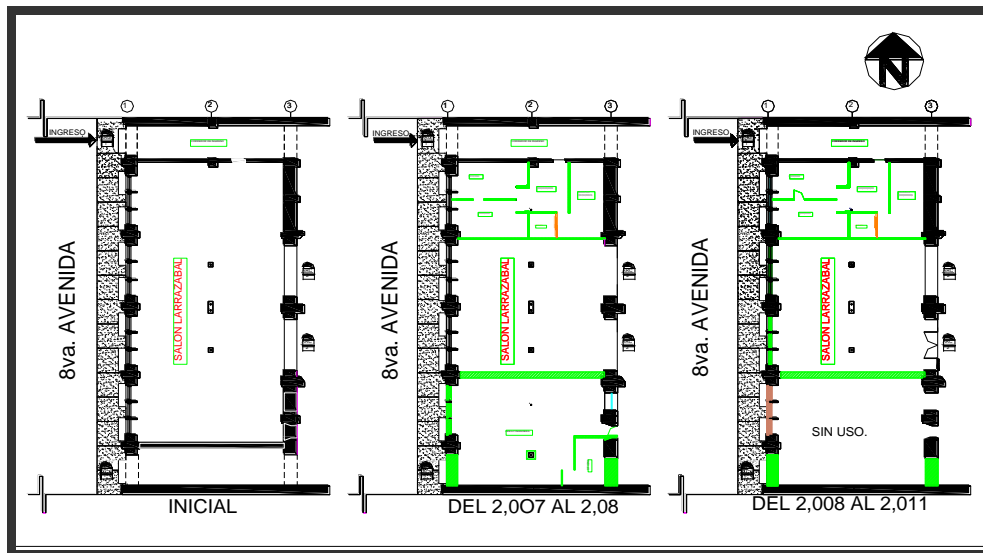 N
1 2 3
INGRESO
8va. AVENIDA
SALON LARRAZABAL
INICIAL
1 2 3
INGRESO
8va. AVENIDA
SALON LARRAZABAL
DEL 2,0O7 AL 2,08
1 2 3
INGRESO
8va. AVENIDA
SALON LARRAZABAL
SIN USO.
DEL 2,008 AL 2,011